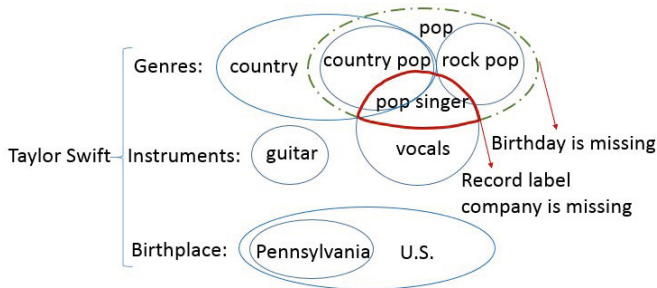 pop
Genres: country country pop rock pop
pop singer
Birthday is missing
Taylor Swift Instruments: guitar vocals
Record label
company is missing
Birthplace: Pennsylvania U.S.